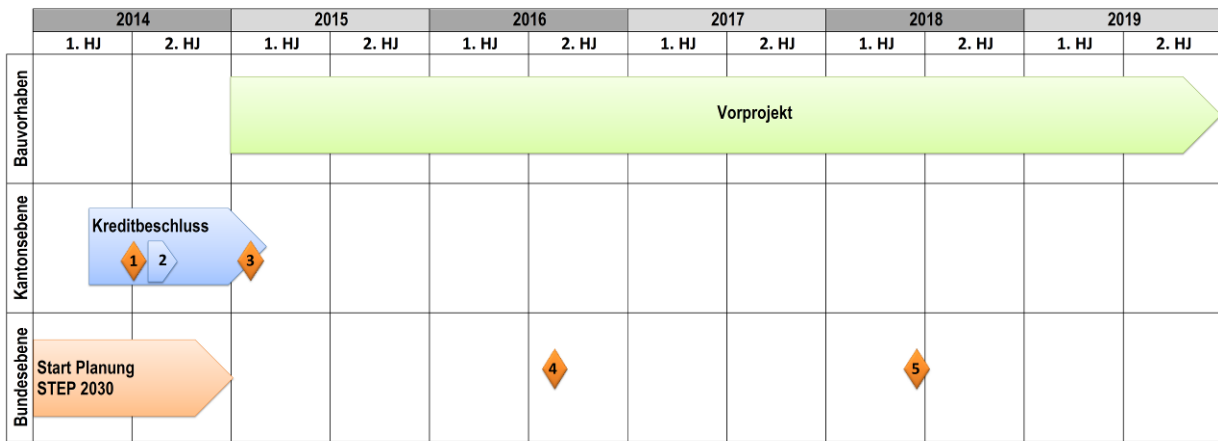 2014 2015 2016 2017 2018 2019
1. HJ 2. HJ 1. HJ 2. HJ 1. HJ 2. HJ 1. HJ 2. HJ 1. HJ 2. HJ 1. HJ 2. HJ
Bauvorhaben
Vorprojekt
Kantonsebene
Kreditbeschluss
1 2 3
Bundesebene
Start Planung
STEP 2030
4 5